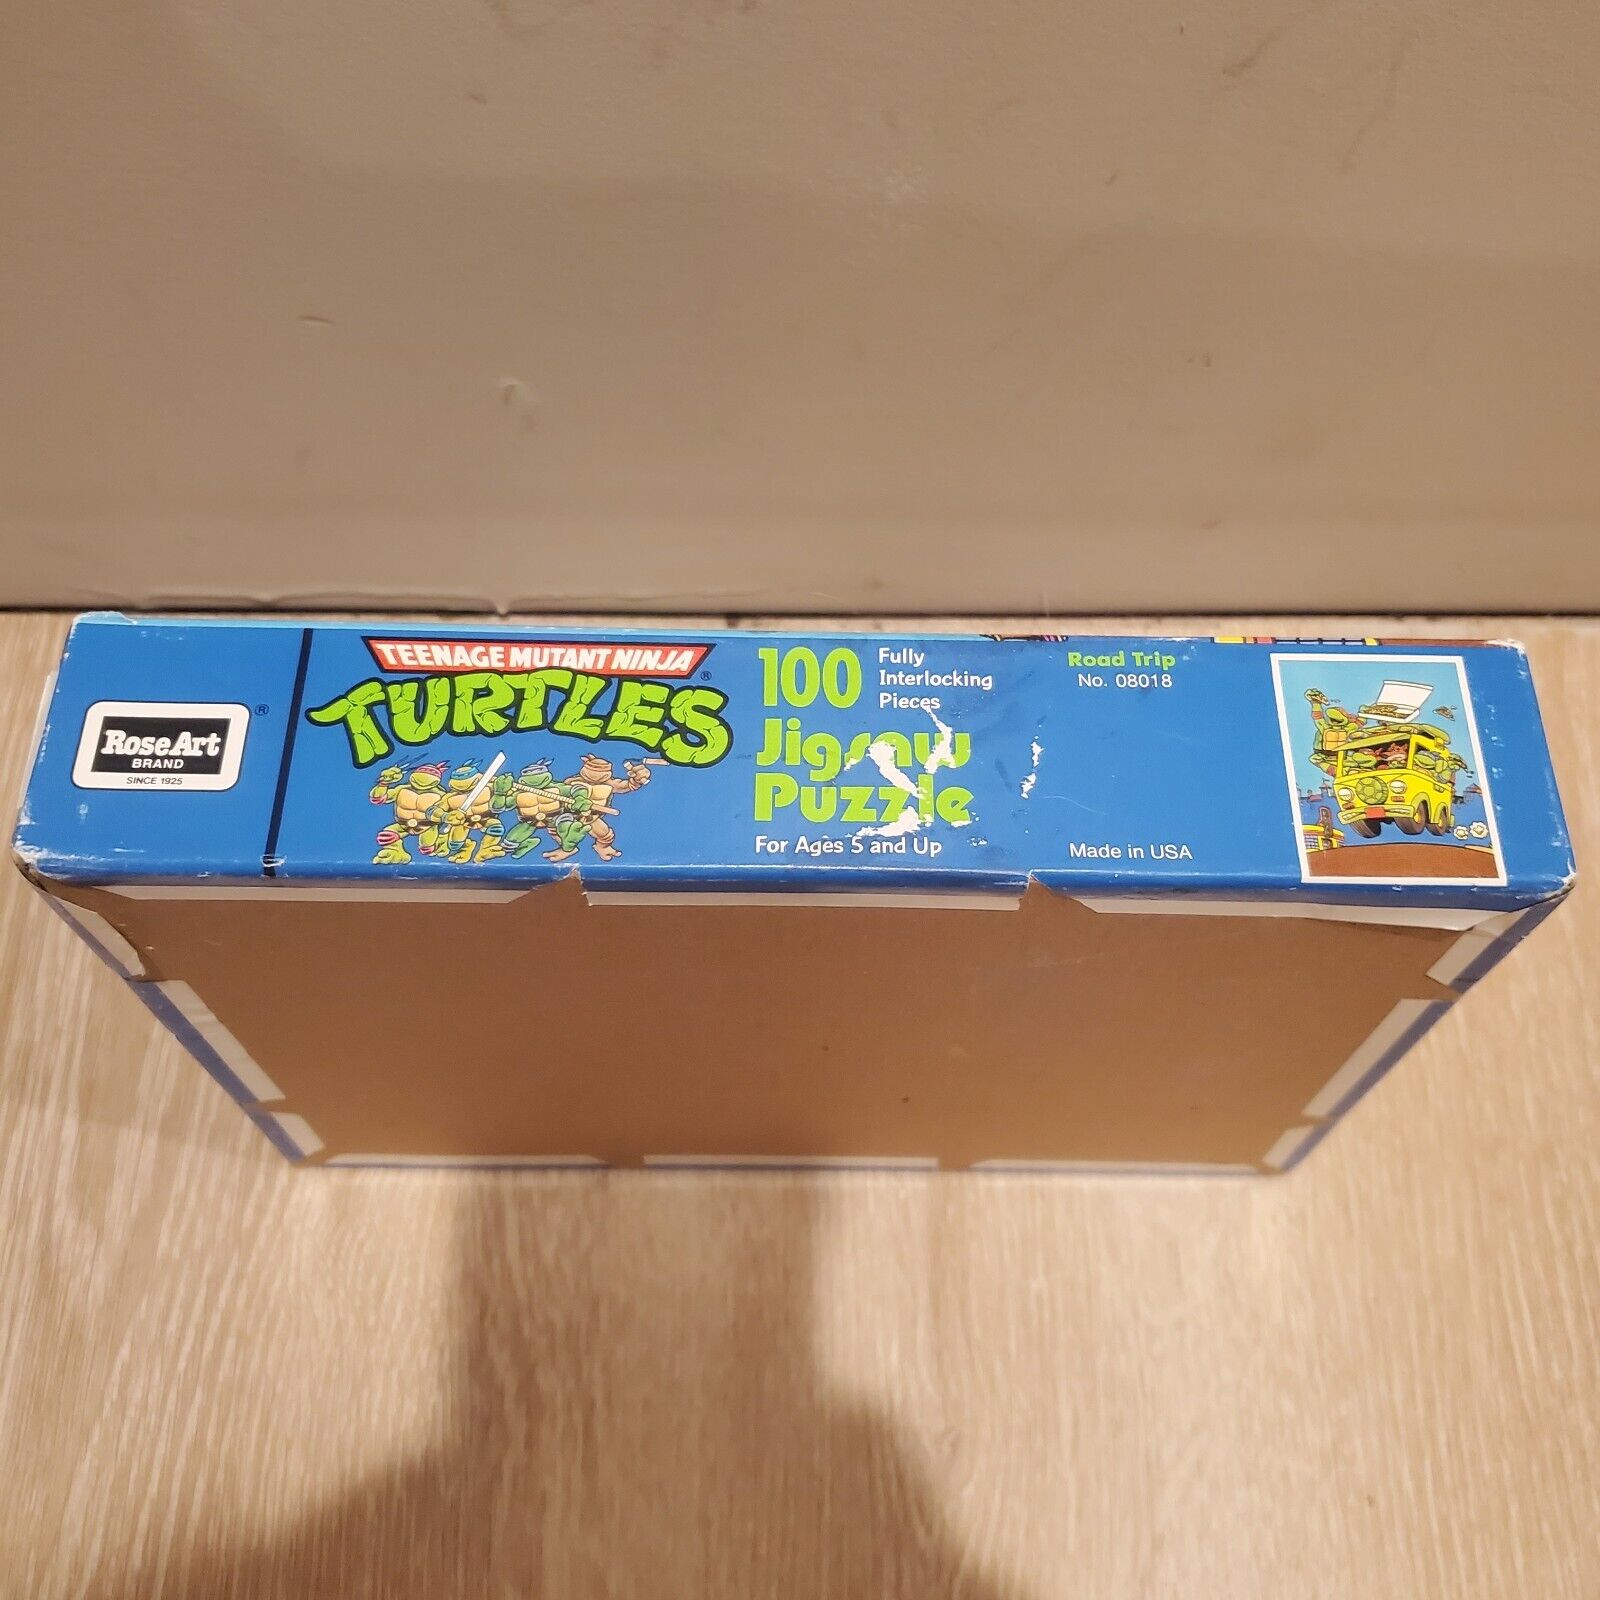 RoseArt
BRAND
SINCE 1925
®
TEENAGE MUTANT NINJA
TURTLES®
100 Fully
Interlocking
Pieces
Jigsaw
Puzzle
For Ages 5 and Up
Road Trip
No. 08018
Made in USA